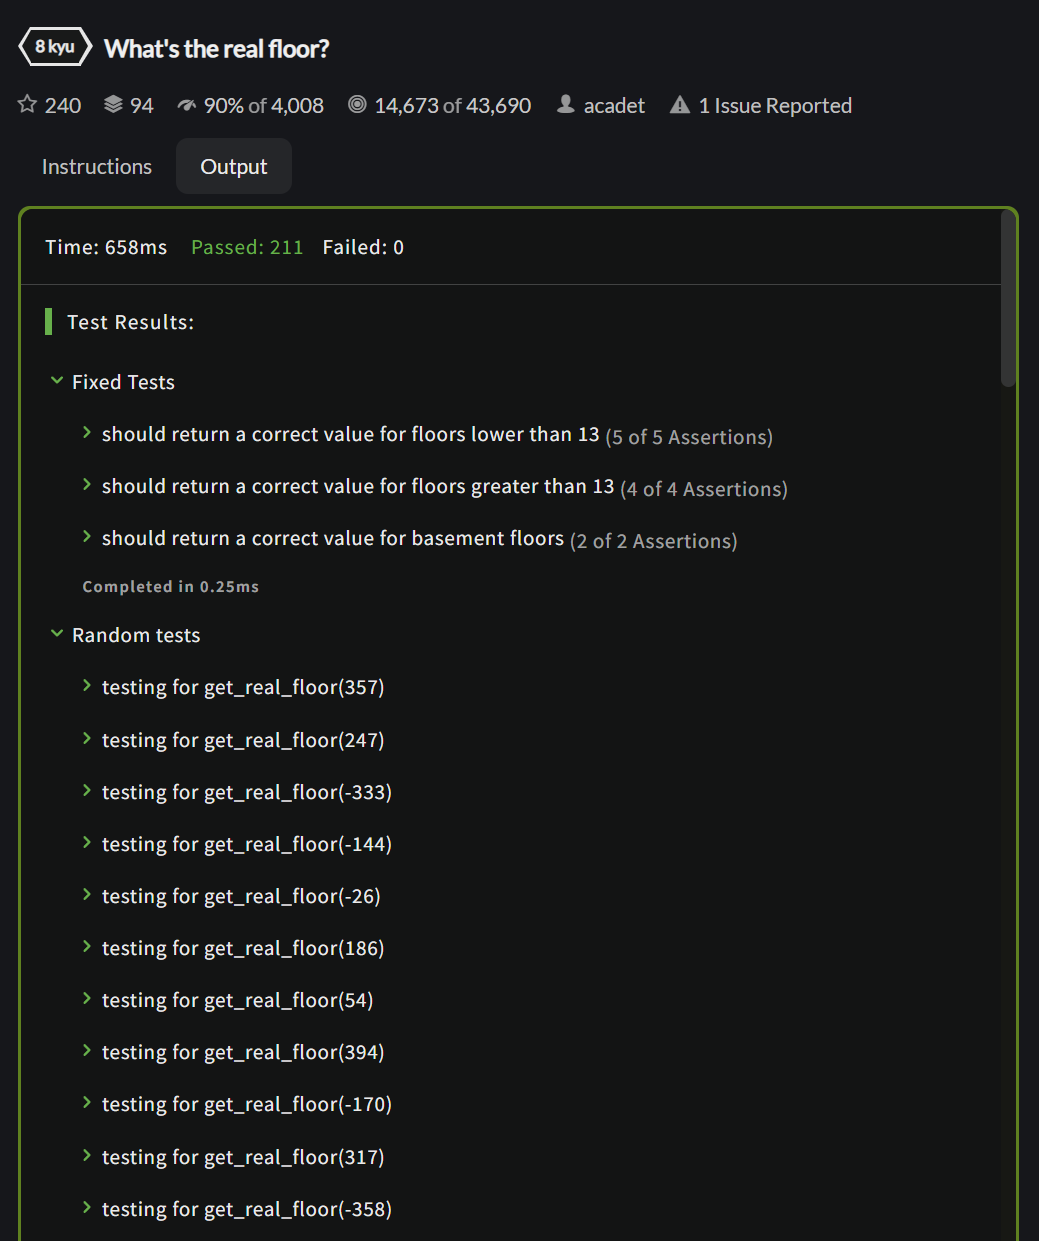 8 kyu What's the real floor?
240 94 90% of 4,008 14,673 of 43,690 acadet 1 Issue Reported
Instructions Output
Time: 658ms Passed: 211 Failed: 0
Test Results:
Fixed Tests
should return a correct value for floors lower than 13 (5 of 5 Assertions)
should return a correct value for floors greater than 13 (4 of 4 Assertions)
should return a correct value for basement floors (2 of 2 Assertions)
Completed in 0.25ms
Random tests
testing for get_real_floor(357)
testing for get_real_floor(247)
testing for get_real_floor(-333)
testing for get_real_floor(-144)
testing for get_real_floor(-26)
testing for get_real_floor(186)
testing for get_real_floor(54)
testing for get_real_floor(394)
testing for get_real_floor(-170)
testing for get_real_floor(317)
testing for get_real_floor(-358)